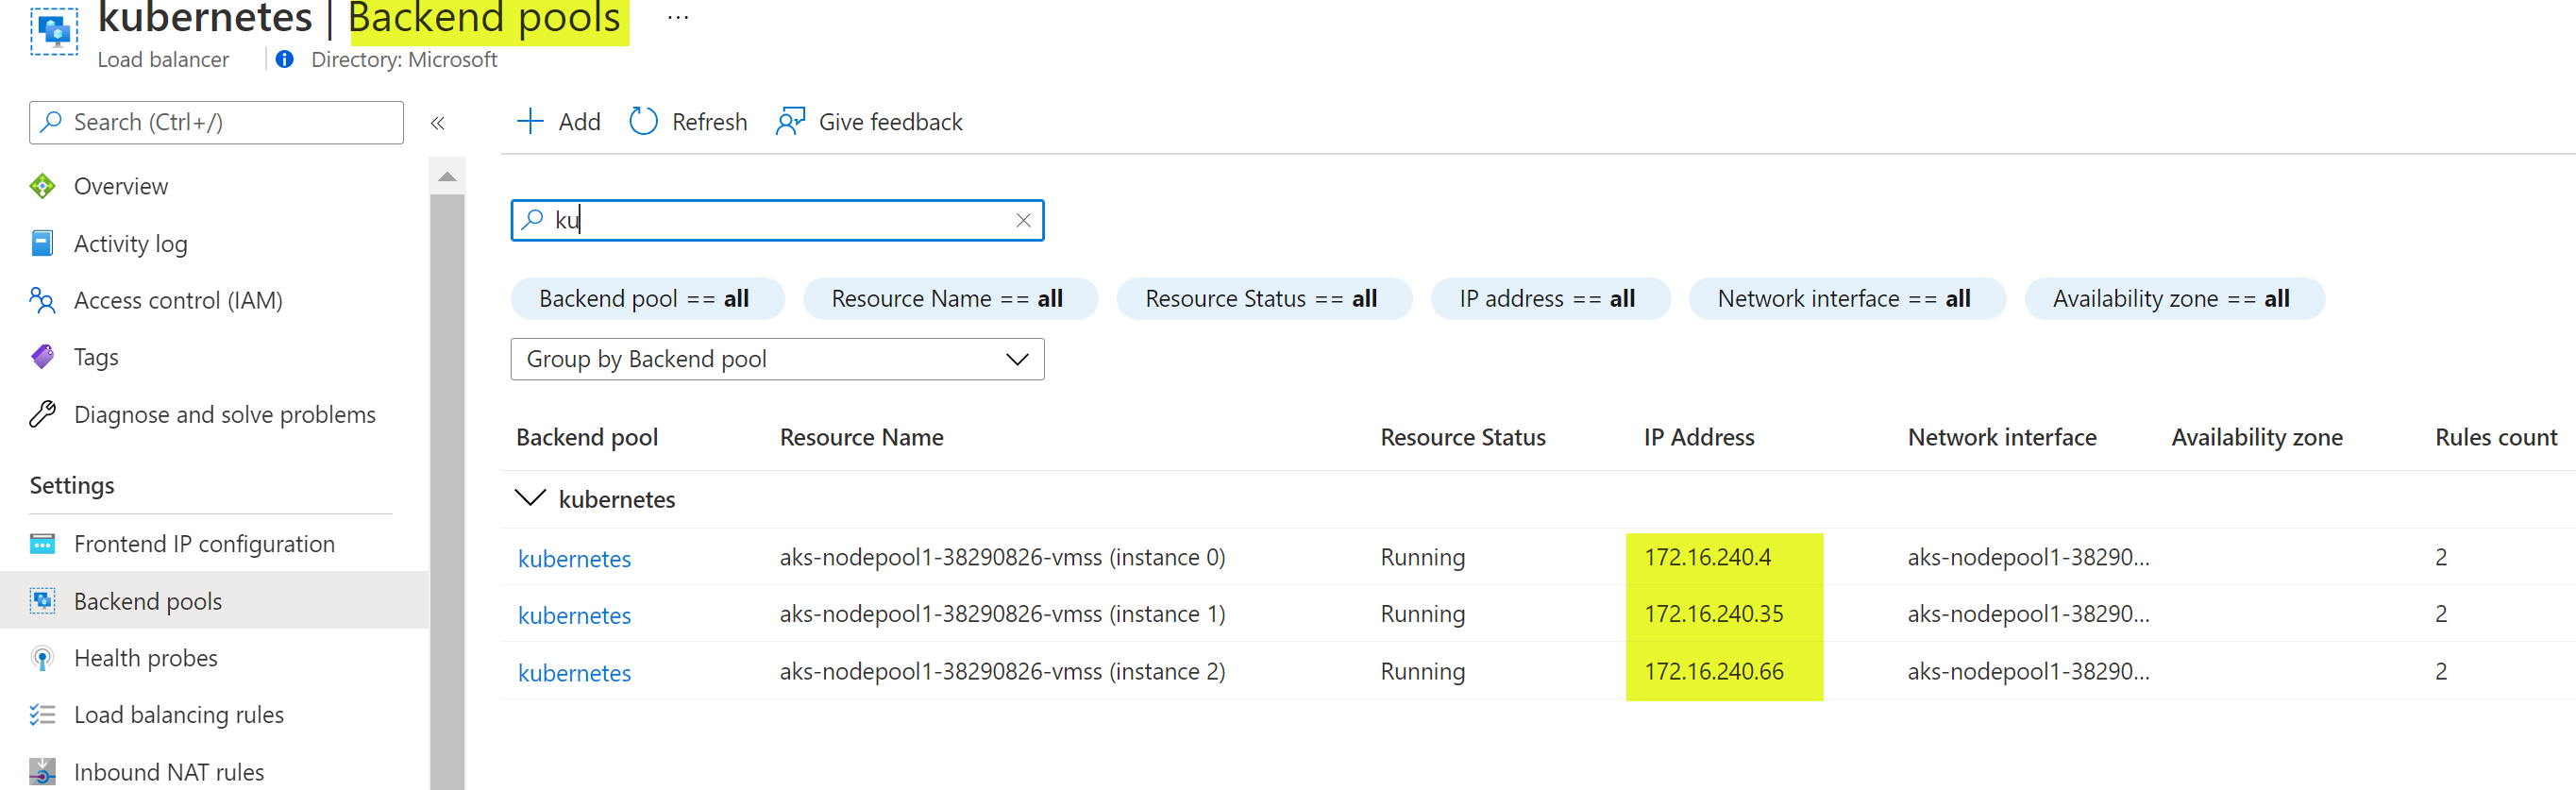 kubernetes | Backend pools ...
Load balancer Directory: Microsoft
Search (Ctrl+/) «
Overview
Activity log
Access control (IAM)
Tags
Diagnose and solve problems
Settings
Frontend IP configuration
Backend pools
Health probes
Load balancing rules
Inbound NAT rules
Add Refresh Give feedback
ku
Backend pool == all Resource Name == all Resource Status == all IP address == all Network interface == all Availability zone == all
Group by Backend pool
Backend pool Resource Name Resource Status IP Address Network interface Availability zone Rules count
kubernetes
kubernetes aks-nodepool1-38290826-vmss (instance 0) Running 172.16.240.4 aks-nodepool1-38290... 2
kubernetes aks-nodepool1-38290826-vmss (instance 1) Running 172.16.240.35 aks-nodepool1-38290... 2
kubernetes aks-nodepool1-38290826-vmss (instance 2) Running 172.16.240.66 aks-nodepool1-38290... 2